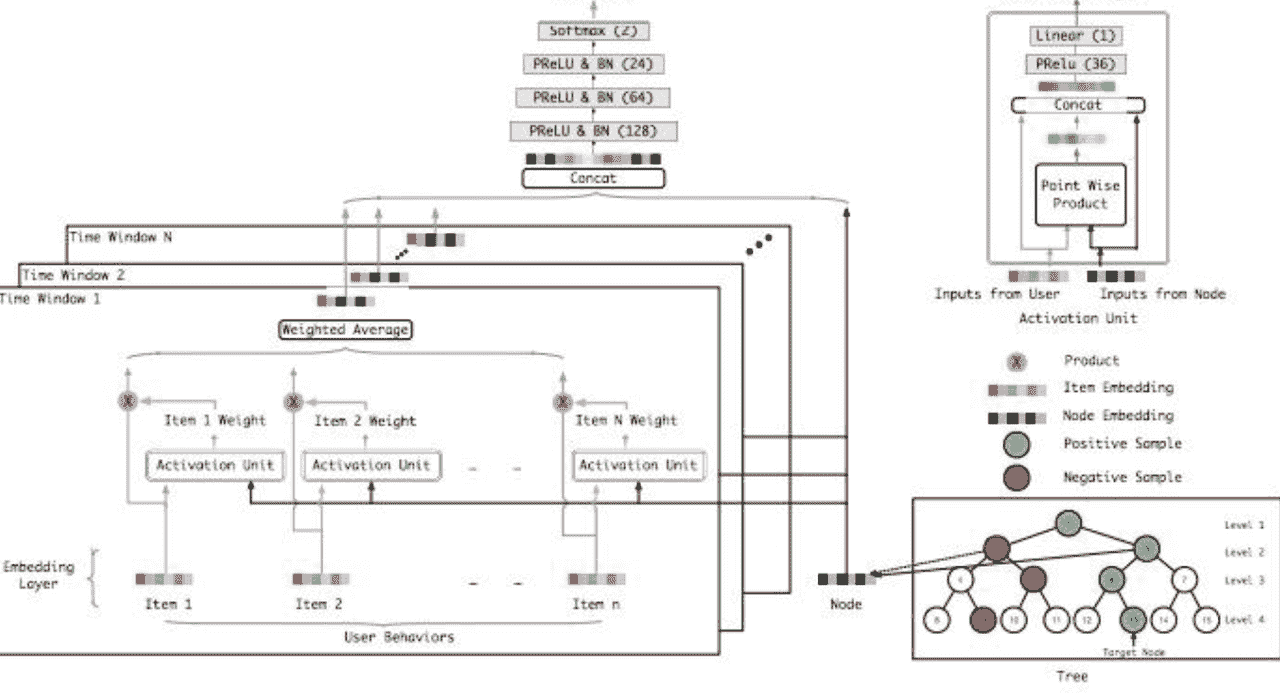 Softmax (2)
PReLU & BN (24)
PReLU & BN (64)
PReLU & BN (128)
Concat
Time Window N
Time Window 2
Time Window 1
Weighted Average
Item 1 Weight
Item 2 Weight
Item N Weight
Activation Unit
Activation Unit
Activation Unit
Embedding
Layer
Item 1
Item 2
Item n
User Behaviors
Node
Linear (1)
PRelu (36)
Concat
Point Wise
Product
Inputs from User
Inputs from Node
Activation Unit
X Product
Item Embedding
Node Embedding
Positive Sample
Negative Sample
Level 1
Level 2
Level 3
7
Level 4
8
10
11
12
13
14
15
Target Node
Tree
X
X
X